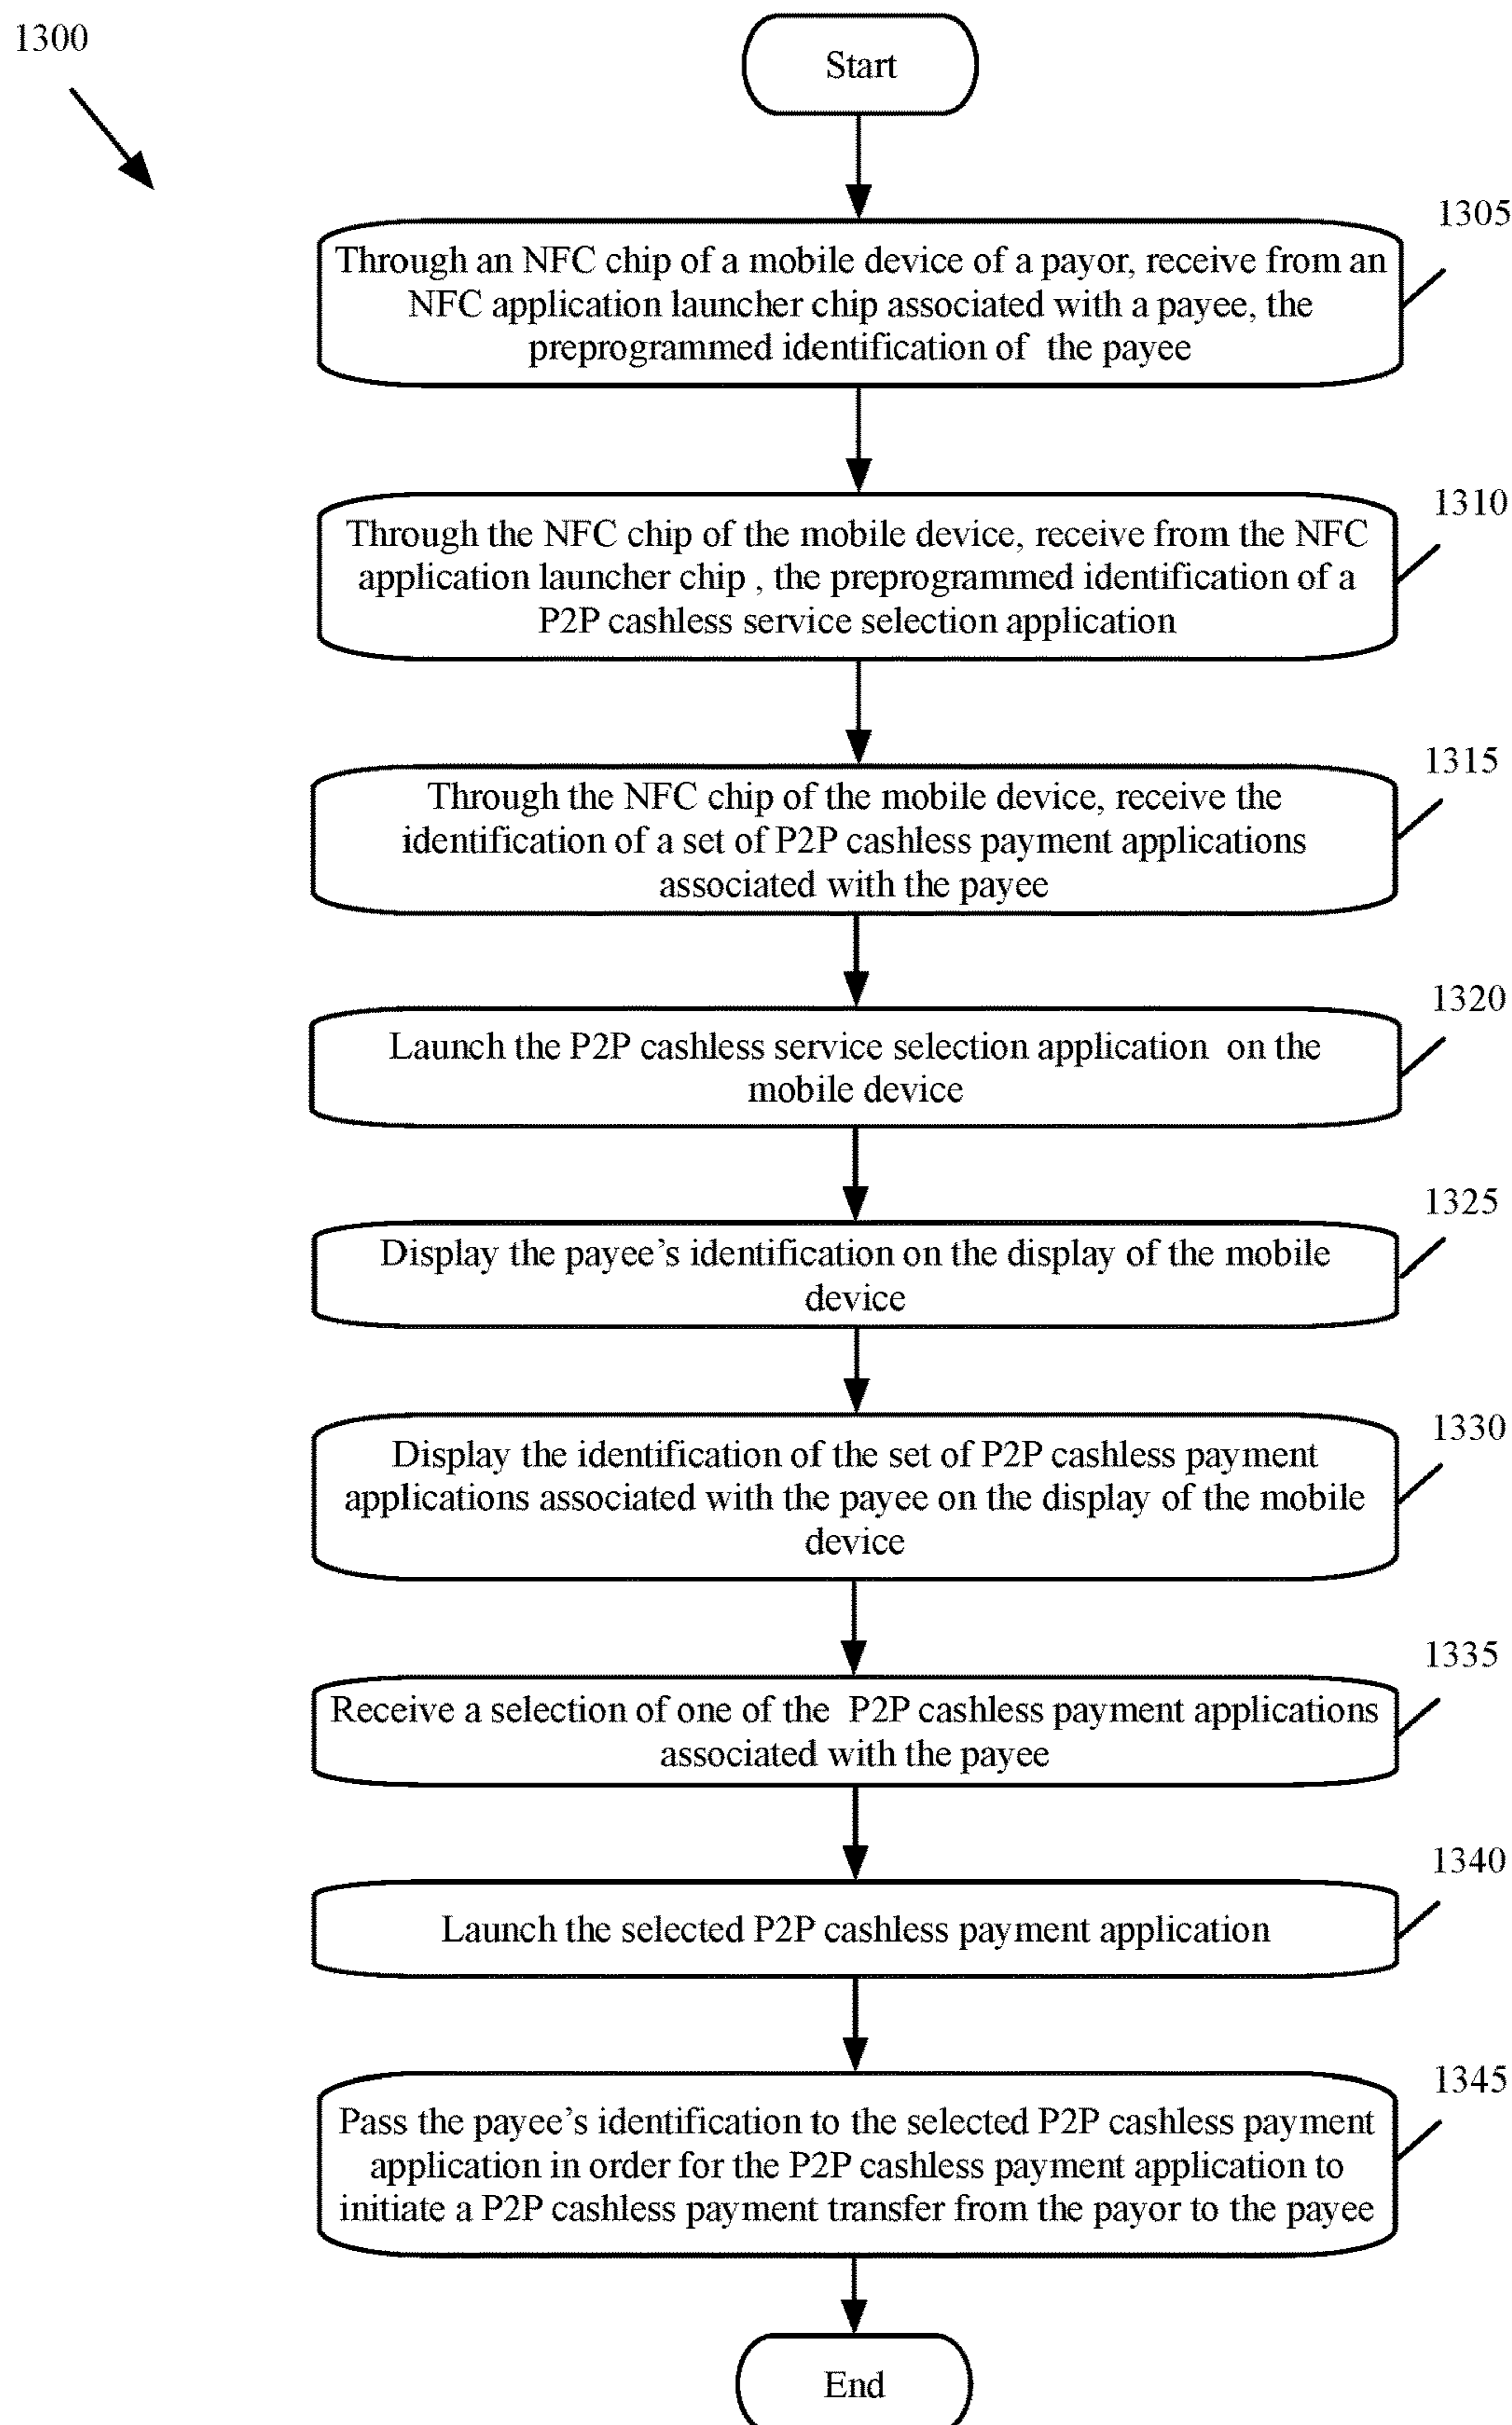 1300
Start
1305
Through an NFC chip of a mobile device of a payor, receive from an
NFC application launcher chip associated with a payee, the
preprogrammed identification of the payee
1310
Through the NFC chip of the mobile device, receive from the NFC
application launcher chip , the preprogrammed identification of a
P2P cashless service selection application
1315
Through the NFC chip of the mobile device, receive the
identification of a set of P2P cashless payment applications
associated with the payee
1320
Launch the P2P cashless service selection application on the
mobile device
1325
Display the payee’s identification on the display of the mobile
device
1330
Display the identification of the set of P2P cashless payment
applications associated with the payee on the display of the mobile
device
1335
Receive a selection of one of the P2P cashless payment applications
associated with the payee
1340
Launch the selected P2P cashless payment application
1345
Pass the payee’s identification to the selected P2P cashless payment
application in order for the P2P cashless payment application to
initiate a P2P cashless payment transfer from the payor to the payee
End